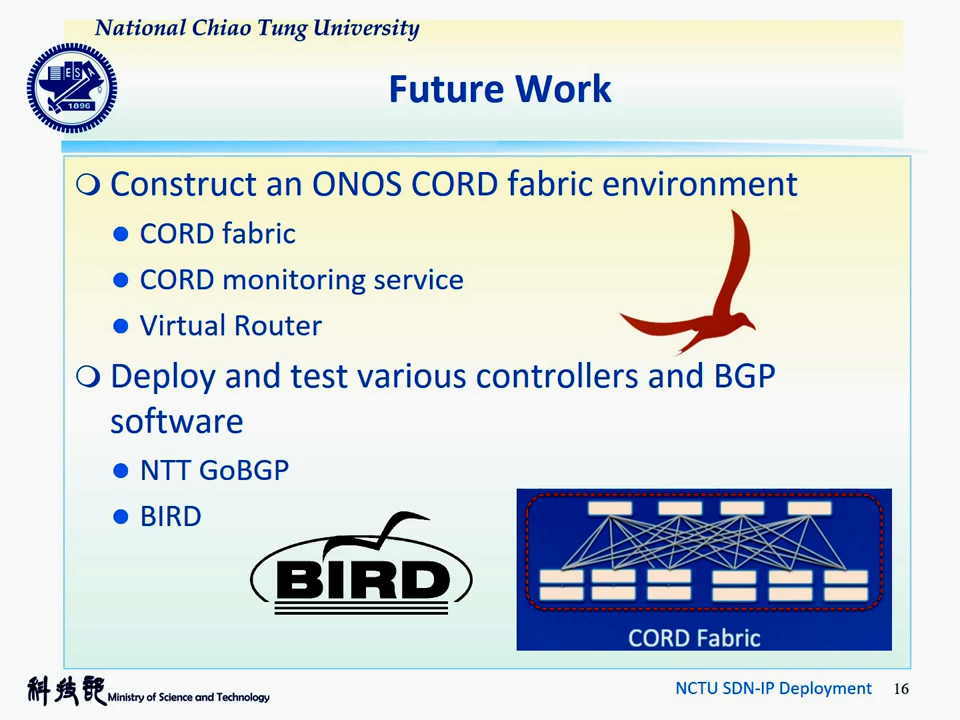 National Chiao Tung University
ESA
1896
Future Work
Construct an ONOS CORD fabric environment
CORD fabric
CORD monitoring service
Virtual Router
Deploy and test various controllers and BGP
software
NTT GoBGP
BIRD
BIRD
CORD Fabric
科技部 Ministry of Science and Technology
NCTU SDN-IP Deployment 16